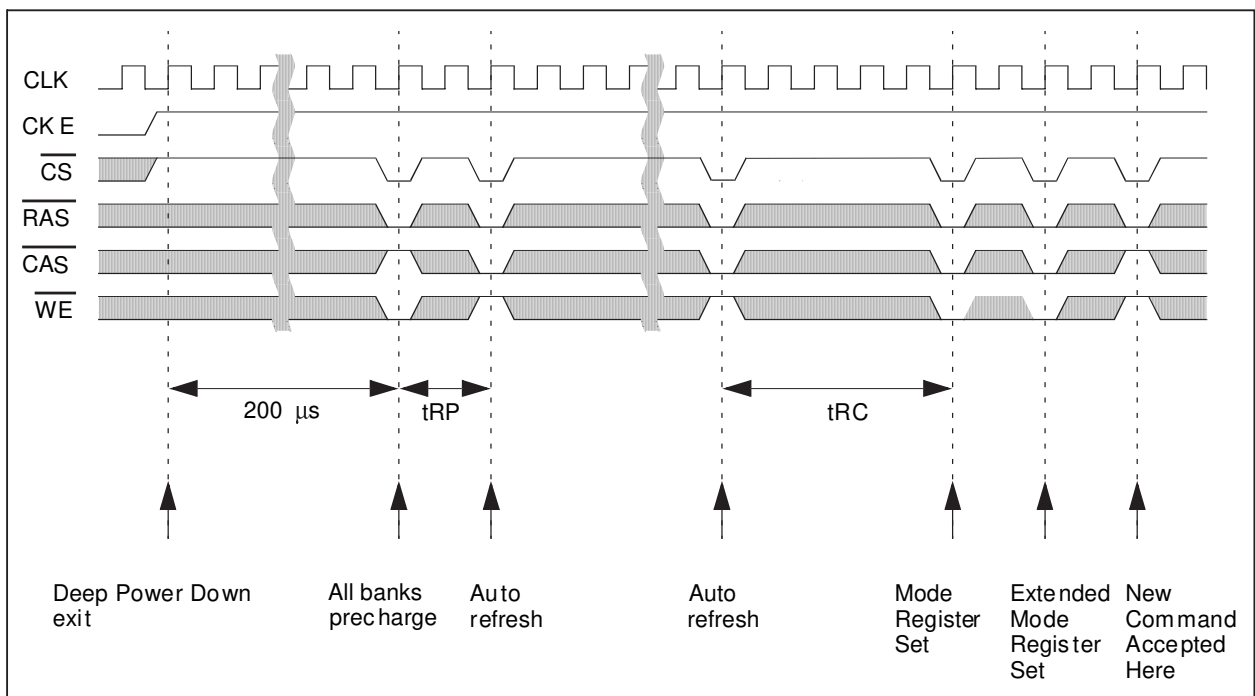 CLK
CKE
CS
RAS
CAS
WE
200 µs
tRP
tRC
Deep Power Down
exit
All banks
precharge
Auto
refresh
Auto
refresh
Mode
Register
Set
Extended
Mode
Register
Set
New
Command
Accepted
Here